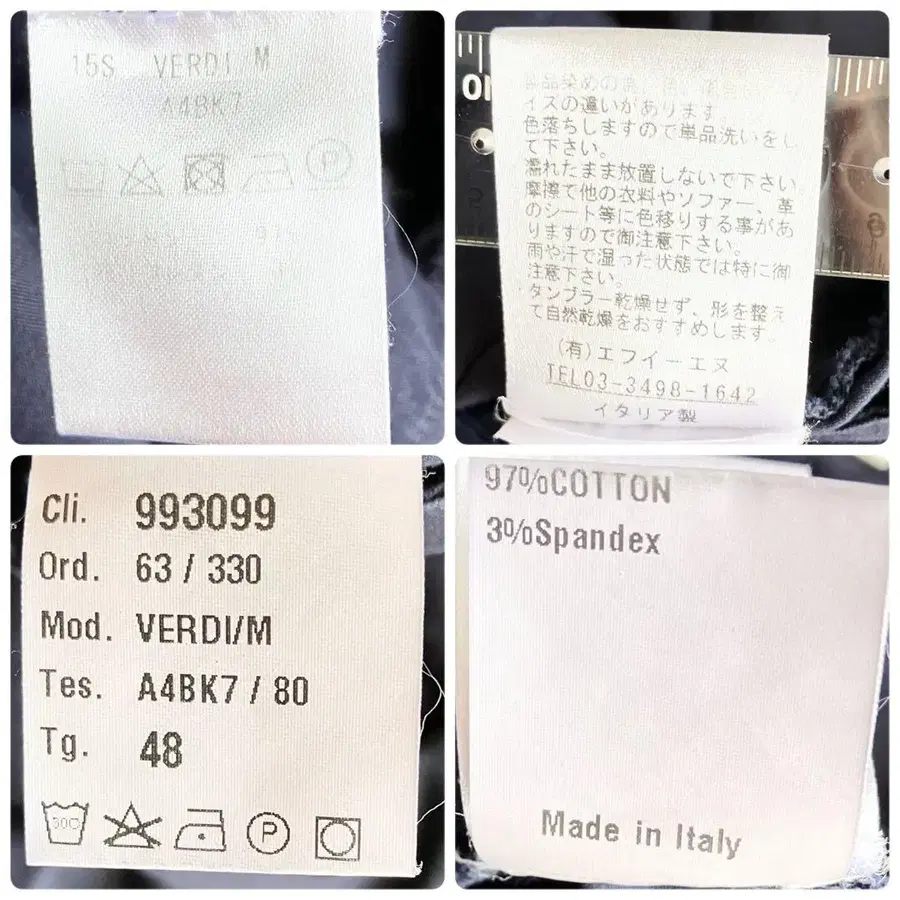 15S VERDI M
A4BK7
製品染めの為、色、サ
イズの違いがあります。
色落ちしますので単品洗いをし
て下さい。
濡れたまま放置しないで下さい。
摩擦で他の衣料やソファー、革
のシート等に色移りする事があ
りますので御注意下さい。
雨や汗で湿った状態では特に御
注意下さい。
タンブラー乾燥せず、形を整え
て自然乾燥をおすすめします。
(有)エフイーエヌ
TEL03-3498-1642
イタリア製
Cli. 993099
Ord. 63 / 330
Mod. VERDI/M
Tes. A4BK7 / 80
Tg. 48
30C
P
97%COTTON
3%Spandex
Made in Italy